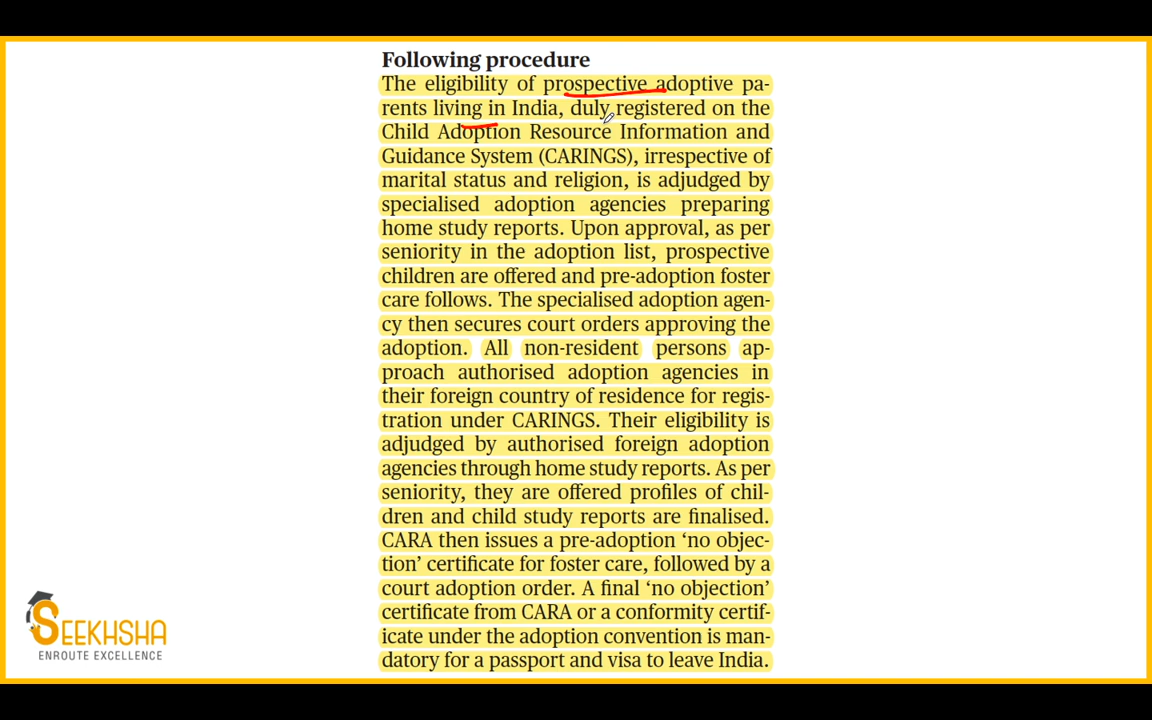 Following procedure
The eligibility of prospective adoptive pa-
rents living in India, duly registered on the
Child Adoption Resource Information and
Guidance System (CARINGS), irrespective of
marital status and religion, is adjudged by
specialised adoption agencies preparing
home study reports. Upon approval, as per
seniority in the adoption list, prospective
children are offered and pre-adoption foster
care follows. The specialised adoption agen-
cy then secures court orders approving the
adoption. All non-resident persons ap-
proach authorised adoption agencies in
their foreign country of residence for regis-
tration under CARINGS. Their eligibility is
adjudged by authorised foreign adoption
agencies through home study reports. As per
seniority, they are offered profiles of chil-
dren and child study reports are finalised.
CARA then issues a pre-adoption ‘no objec-
tion’ certificate for foster care, followed by a
court adoption order. A final ‘no objection’
certificate from CARA or a conformity certif-
icate under the adoption convention is man-
datory for a passport and visa to leave India.
SEEKHSHA
ENROUTE EXCELLENCE